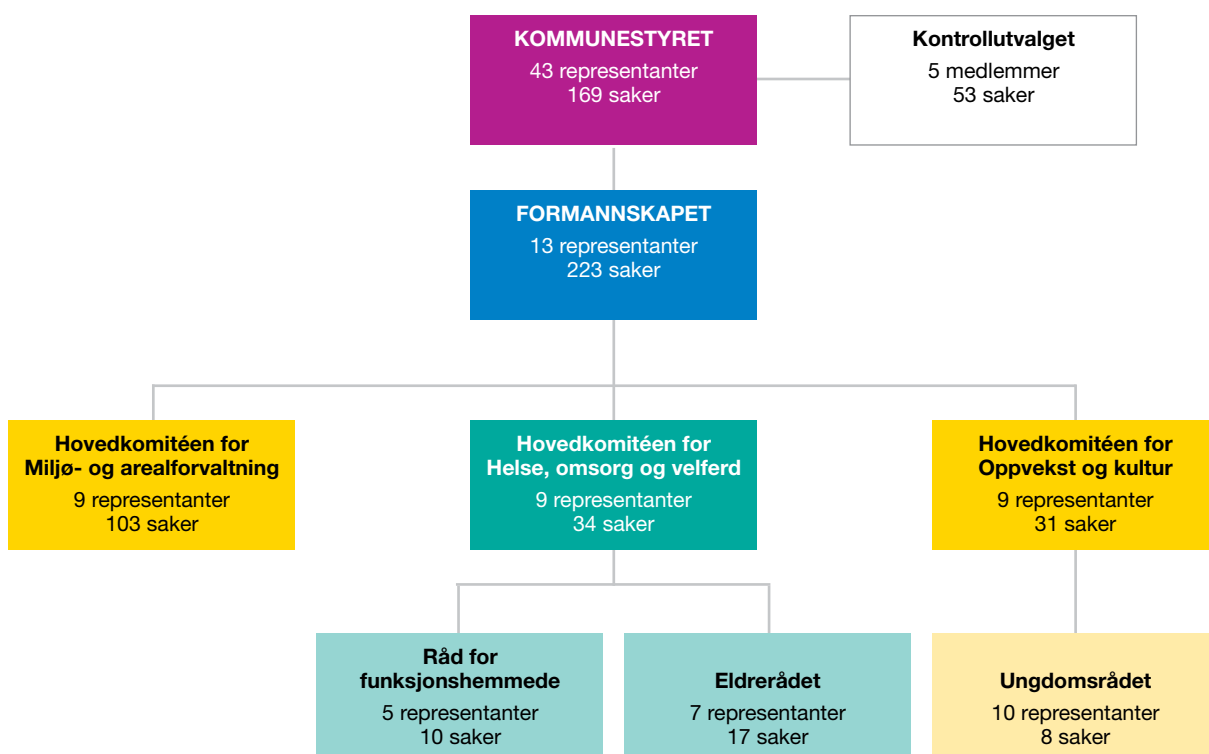 KOMMUNESTYRET
43 representanter
169 saker
Kontrollutvalget
5 medlemmer
53 saker
FORMANNSKAPET
13 representanter
223 saker
Hovedkomitéen for
Miljø- og arealforvaltning
9 representanter
103 saker
Hovedkomitéen for
Helse, omsorg og velferd
9 representanter
34 saker
Hovedkomitéen for
Oppvekst og kultur
9 representanter
31 saker
Råd for
funksjonshemmede
5 representanter
10 saker
Eldrerådet
7 representanter
17 saker
Ungdomsrådet
10 representanter
8 saker